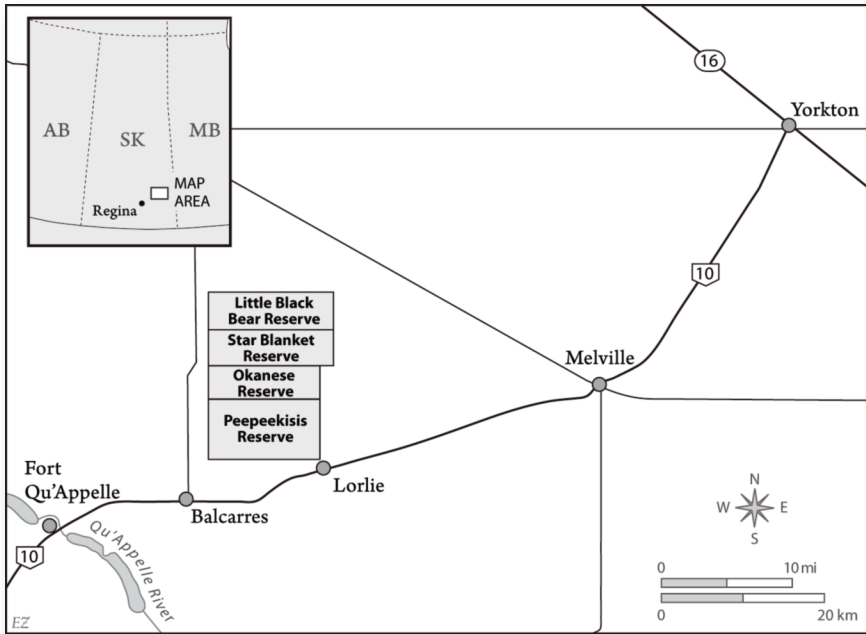 16
Yorkton
AB
SK
MB
MAP
AREA
Regina
10
Little Black
Bear Reserve
Star Blanket
Reserve
Okanese
Reserve
Peepeekisis
Reserve
Melville
Fort
Qu'Appelle
Lorlie
Balcarres
Qu'Appelle River
10
N
W
E
S
0
10 mi
0
20 km
EZ